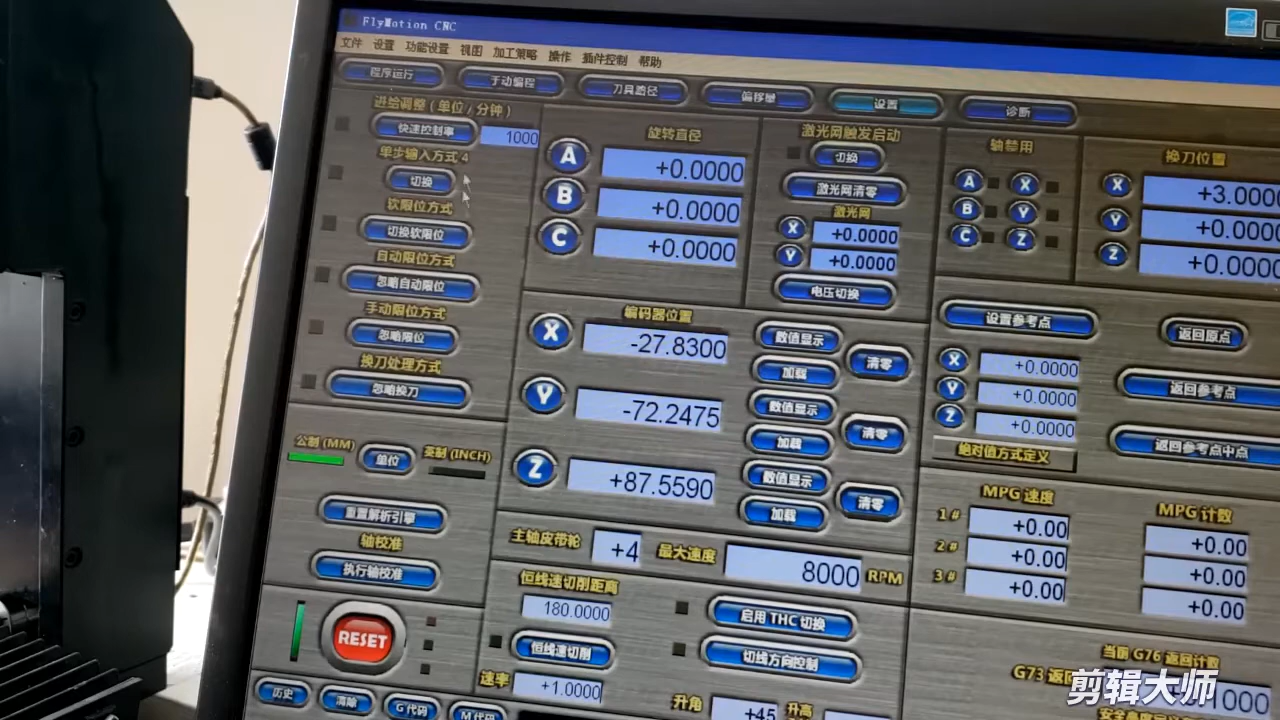 FlyMotion CNC
文件 设置 功能设置 视图 加工策略 操作 插件控制 帮助
程序运行 手动编程 刀具路径 偏移量 设置 诊断
进给调整(单位/分钟)
快速控制率 1000
单步输入方式 4
切换
软限位方式
切换软限位
自动限位方式
忽略自动限位
手动限位方式
忽略限位
换刀处理方式
忽略换刀
公制 (MM) 单位 英制 (INCH)
重置解析引擎
轴校准
执行轴校准
RESET
历史 清除 G代码 M代码
旋转直径
A +0.0000
B +0.0000
C +0.0000
编码器位置
X -27.8300 数值显示 加载 清零
Y -72.2475 数值显示 加载 清零
Z +87.5590 数值显示 加载 清零
主轴皮带轮 +4 最大速度 8000 RPM
恒线速切削距离
180.0000
恒线速切削
速率 +1.0000
启用 THC 切换
切线方向控制
升角 +45 升高
激光网触发启动
切换
激光网清零
激光网
X +0.0000
Y +0.0000
电压切换
轴禁用
A X
B Y
C Z
换刀位置
X +3.0000
Y +0.0000
Z +0.0000
设置参考点 返回原点
X +0.0000
Y +0.0000
Z +0.0000
返回参考点
返回参考点中点
绝对值方式定义
MPG 速度 MPG 计数
1# +0.00 +0.00
2# +0.00 +0.00
3# +0.00 +0.00
当前 G76 返回计数
G73 返回
剪辑大师